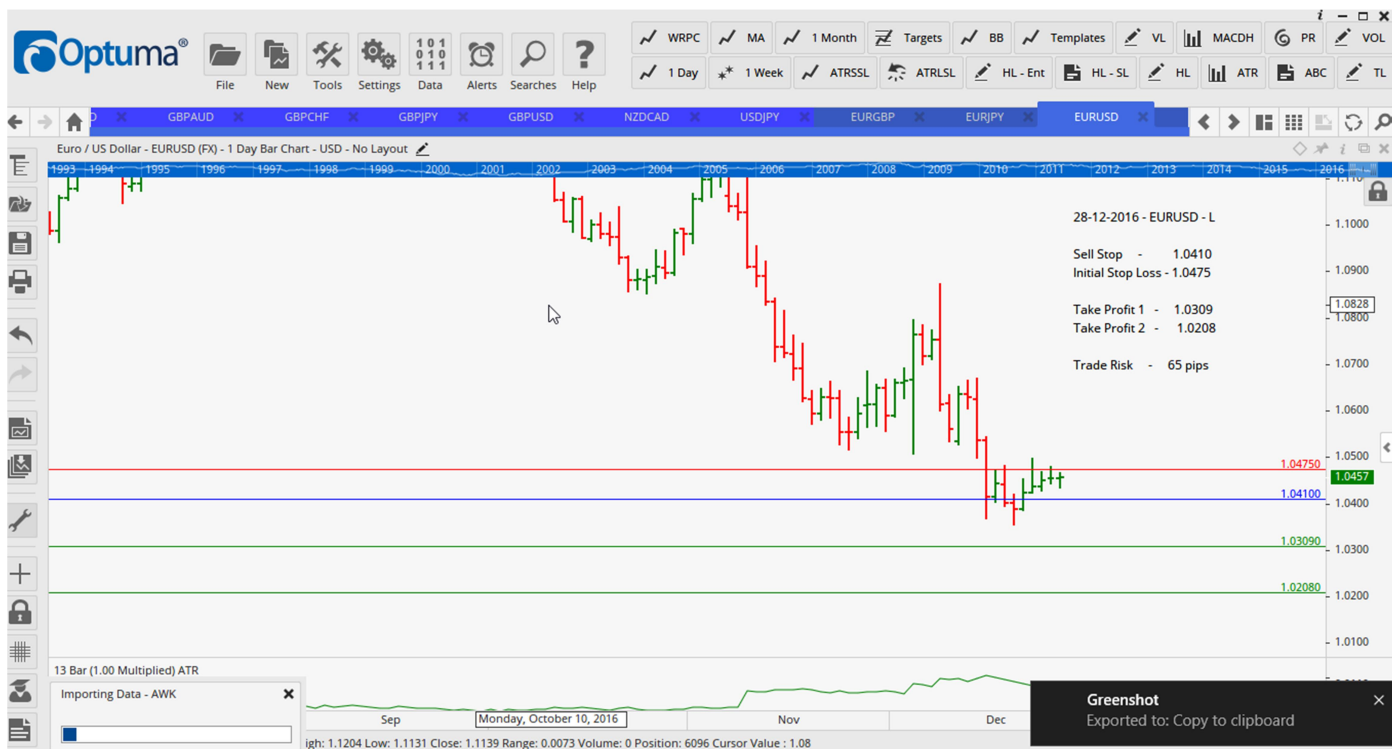 Optuma®
File New Tools Settings Data Alerts Searches Help
WRPC MA 1 Month Targets BB Templates VL MACDH PR VOL
1 Day 1 Week ATRSSL ATRLSL HL - Ent HL - SL HL ATR ABC TL
GBPAUD GBPCHF GBPJPY GBPUSD NZDCAD USDJPY EURGBP EURJPY EURUSD
Euro / US Dollar - EURUSD (FX) - 1 Day Bar Chart - USD - No Layout
1993 1994 1995 1996 1997 1998 1999 2000 2001 2002 2003 2004 2005 2006 2007 2008 2009 2010 2011 2012 2013 2014 2015 2016
28-12-2016 - EURUSD - L
1.1000
Sell Stop - 1.0410
Initial Stop Loss - 1.0475
1.0900
1.0828
Take Profit 1 - 1.0309
1.0800
Take Profit 2 - 1.0208
Trade Risk - 65 pips
1.0700
1.0600
1.0500
1.04750
1.0457
1.04100
1.0400
1.03090
1.0300
1.02080
1.0200
1.0100
13 Bar (1.00 Multiplied) ATR
Importing Data - AWK
Greenshot
Exported to: Copy to clipboard
Sep Monday, October 10, 2016 Nov Dec
igh: 1.1204 Low: 1.1131 Close: 1.1139 Range: 0.0073 Volume: 0 Position: 6096 Cursor Value : 1.08